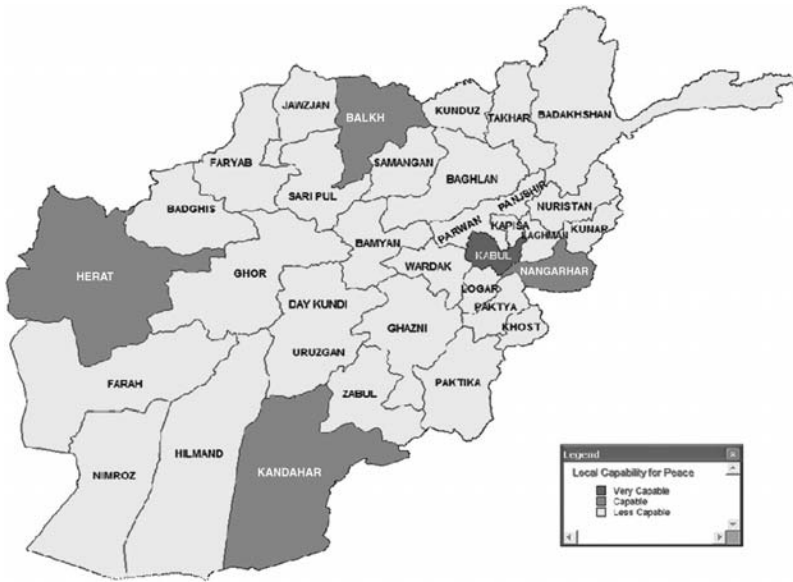 JAWZJAN
BALKH
KUNDUZ
TAKHAR
BADAKHSHAN
FARYAB
SAMANGAN
BAGHLAN
SARI PUL
PANJSHIR
BADGHIS
NURISTAN
PARWAN
KAPISA
LAGHMAN
KUNAR
BAMYAN
KABUL
HERAT
GHOR
WARDAK
NANGARHAR
LOGAR
DAY KUNDI
PAKTYA
GHAZNI
KHOST
URUZGAN
FARAH
ZABUL
PAKTIKA
HILMAND
KANDAHAR
NIMROZ
Legend
Local Capability for Peace
Very Capable
Capable
Less Capable